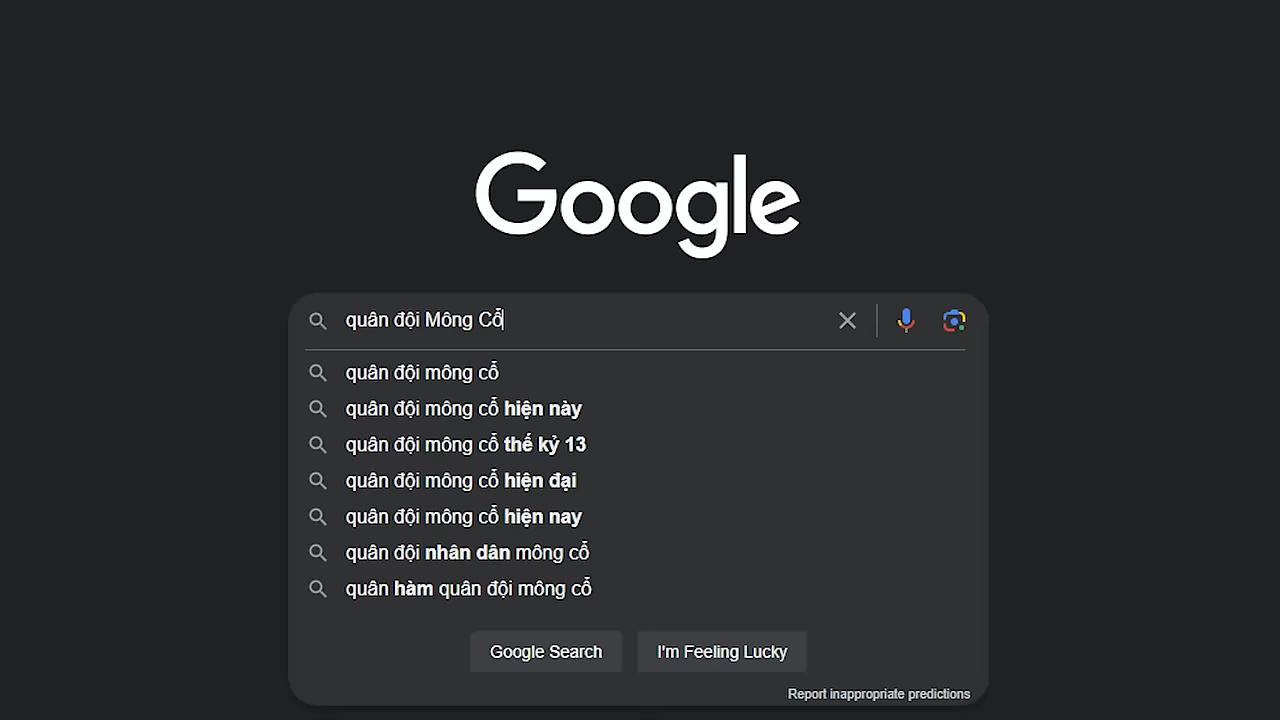 Google
quân đội Mông Cổ
quân đội mông cổ
quân đội mông cổ hiện này
quân đội mông cổ thế kỷ 13
quân đội mông cổ hiện đại
quân đội mông cổ hiện nay
quân đội nhân dân mông cổ
quân hàm quân đội mông cổ
Google Search
I'm Feeling Lucky
Report inappropriate predictions